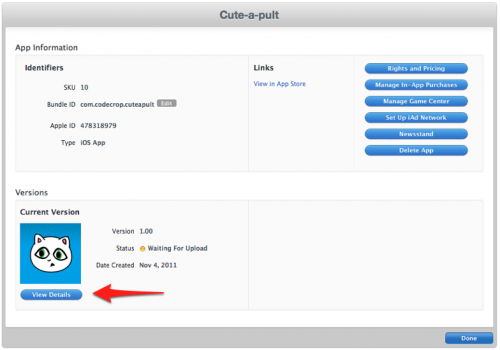 Cute-a-pult
App Information
Identifiers
SKU 10
Bundle ID com.codecrop.cuteapult Edit
Apple ID 478318979
Type iOS App
Links
View in App Store
Rights and Pricing
Manage In-App Purchases
Manage Game Center
Set Up iAd Network
Newsstand
Delete App
Versions
Current Version
Version 1.00
Status Waiting For Upload
Date Created Nov 4, 2011
View Details
Done